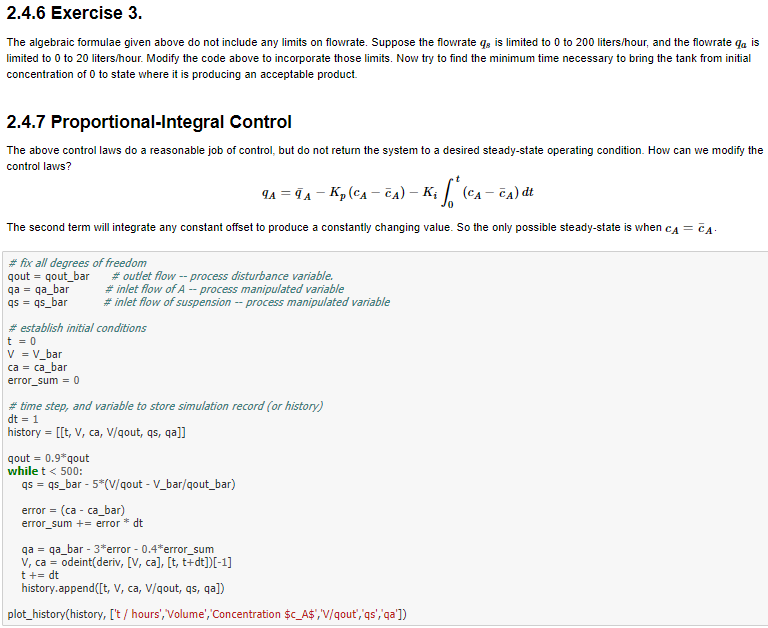 2.4.6 Exercise 3.
The algebraic formulae given above do not include any limits on flowrate. Suppose the flowrate qₛ is limited to 0 to 200 liters/hour, and the flowrate qₐ is
limited to 0 to 20 liters/hour. Modify the code above to incorporate those limits. Now try to find the minimum time necessary to bring the tank from initial
concentration of 0 to state where it is producing an acceptable product.
2.4.7 Proportional-Integral Control
The above control laws do a reasonable job of control, but do not return the system to a desired steady-state operating condition. How can we modify the
control laws?
q_A = q̄_A − K_p(c_A − c̄_A) − K_i ∫₀ᵗ (c_A − c̄_A) dt
The second term will integrate any constant offset to produce a constantly changing value. So the only possible steady-state is when c_A = c̄_A.
# fix all degrees of freedom
qout = qout_bar    # outlet flow -- process disturbance variable.
qa = qa_bar    # inlet flow of A -- process manipulated variable
qs = qs_bar    # inlet flow of suspension -- process manipulated variable
# establish initial conditions
t = 0
V = V_bar
ca = ca_bar
error_sum = 0
# time step, and variable to store simulation record (or history)
dt = 1
history = [[t, V, ca, V/qout, qs, qa]]
qout = 0.9*qout
while t < 500:
    qs = qs_bar - 5*(V/qout - V_bar/qout_bar)
    error = (ca - ca_bar)
    error_sum += error * dt
    qa = qa_bar - 3*error - 0.4*error_sum
    V, ca = odeint(deriv, [V, ca], [t, t+dt])[-1]
    t += dt
    history.append([t, V, ca, V/qout, qs, qa])
plot_history(history, ['t / hours','Volume','Concentration $c_A$','V/qout','qs','qa'])